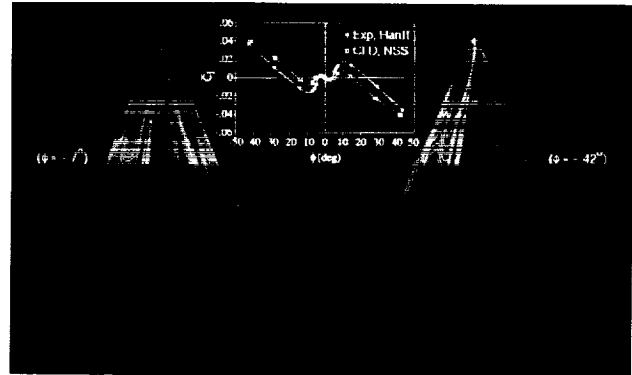 .06
.04
.02
0
.02
.04
.06
50 40 30 20 10 0 10 20 30 40 50
ϕ (deg)
Exp, Hanff
CFD, NSS
(ϕ = - 7°)
(ϕ = - 42°)